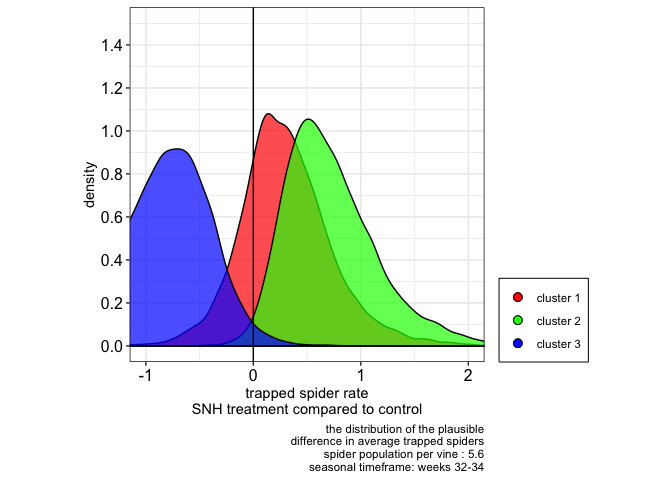 1.4
1.2
1.0
0.8
0.6
0.4
0.2
0.0
density
-1 0 1 2
trapped spider rate
SNH treatment compared to control
cluster 1
cluster 2
cluster 3
the distribution of the plausible
difference in average trapped spiders
spider population per vine : 5.6
seasonal timeframe: weeks 32-34